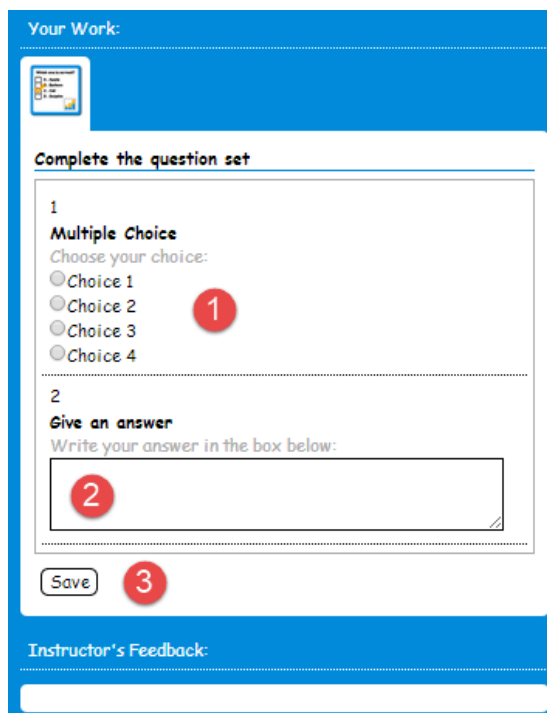 Your Work:
Complete the question set
1
Multiple Choice
Choose your choice:
Choice 1
Choice 2
1
Choice 3
Choice 4
2
Give an answer
Write your answer in the box below:
2
Save
3
Instructor's Feedback: